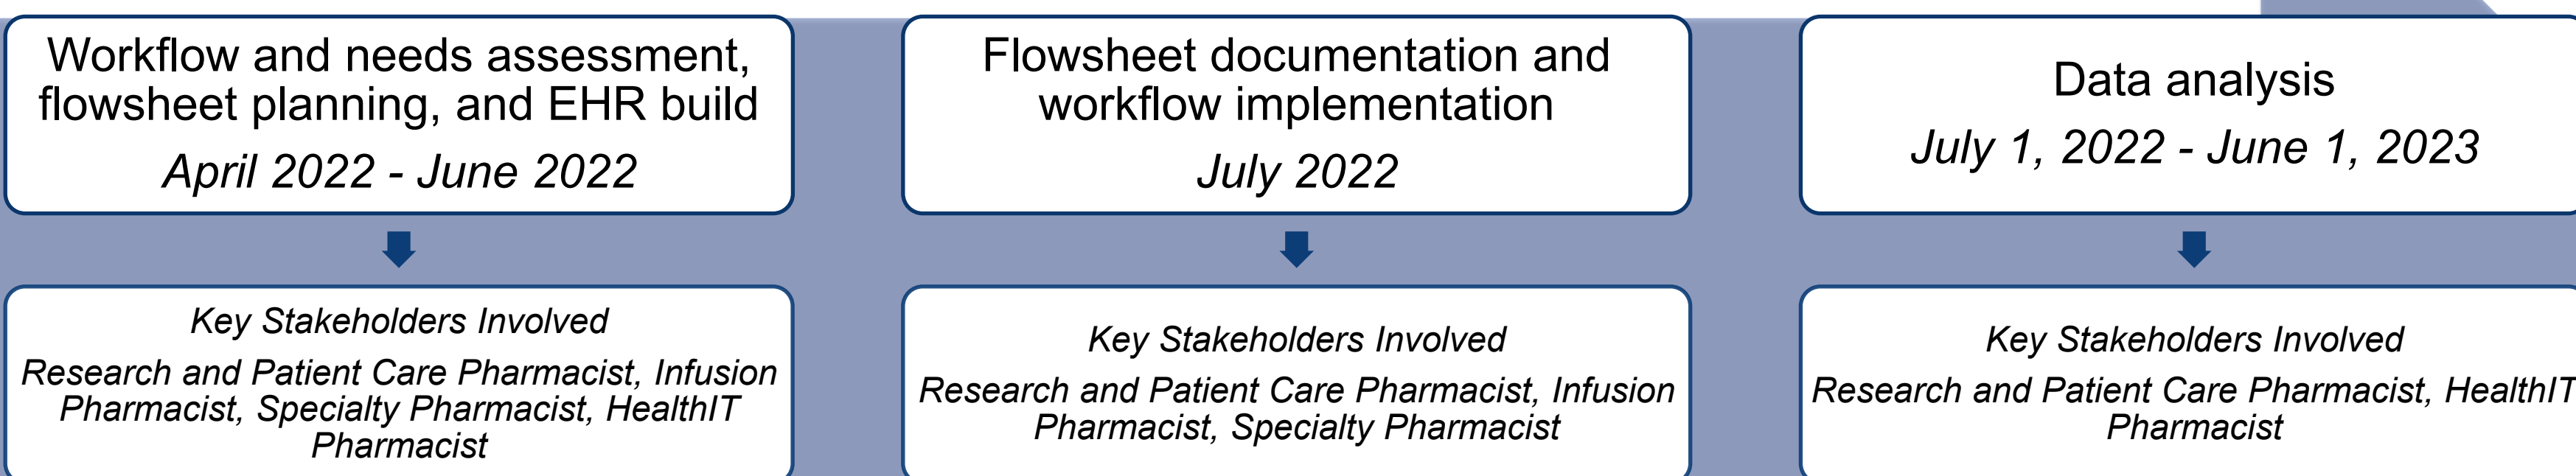 Workflow and needs assessment,
flowsheet planning, and EHR build
April 2022 - June 2022
Key Stakeholders Involved
Research and Patient Care Pharmacist, Infusion
Pharmacist, Specialty Pharmacist, HealthIT
Pharmacist
Flowsheet documentation and
workflow implementation
July 2022
Key Stakeholders Involved
Research and Patient Care Pharmacist, Infusion
Pharmacist, Specialty Pharmacist
Data analysis
July 1, 2022 - June 1, 2023
Key Stakeholders Involved
Research and Patient Care Pharmacist, HealthIT
Pharmacist